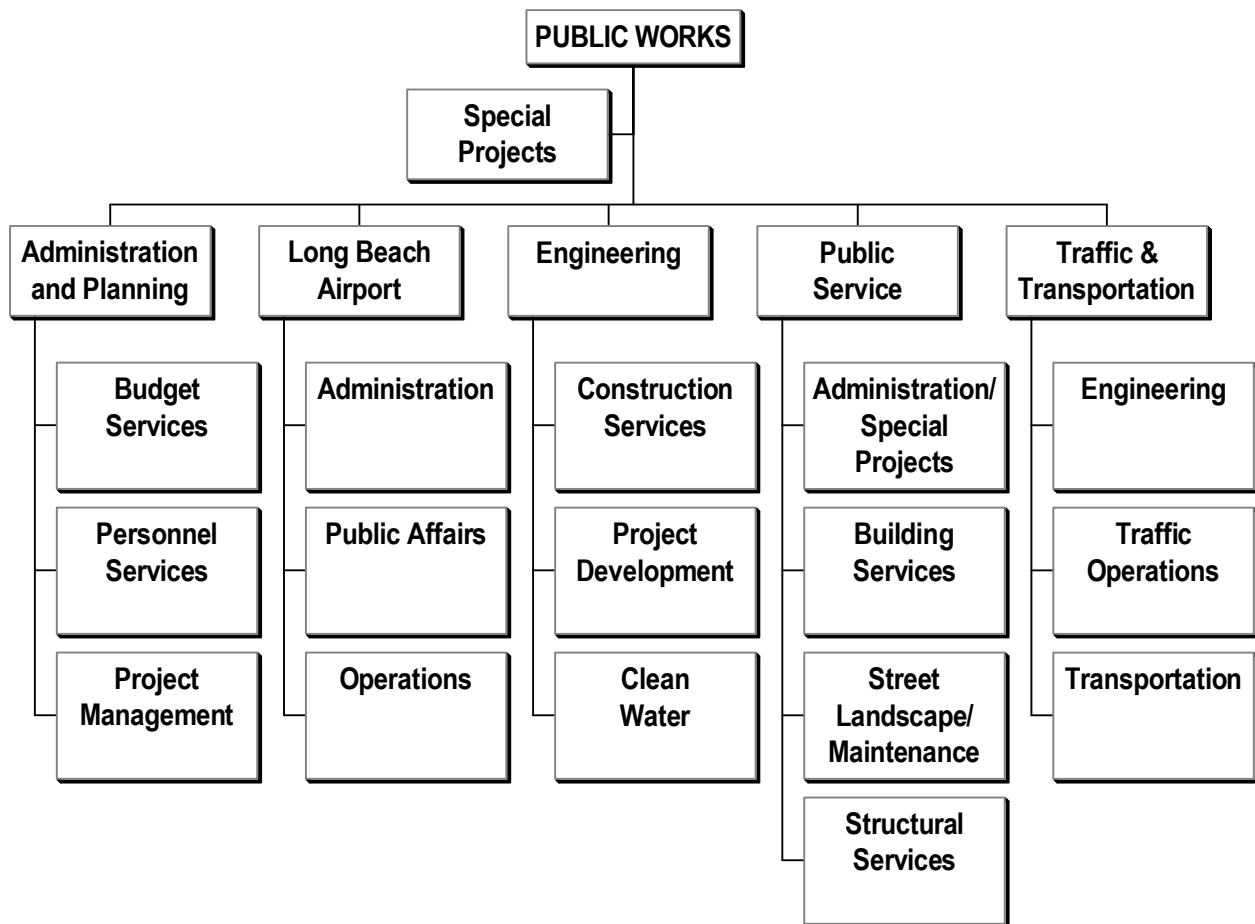 PUBLIC WORKS
Special
Projects
Administration
and Planning
Long Beach
Airport
Engineering
Public
Service
Traffic &
Transportation
Budget
Services
Personnel
Services
Project
Management
Administration
Public Affairs
Operations
Construction
Services
Project
Development
Clean
Water
Administration/
Special
Projects
Building
Services
Street
Landscape/
Maintenance
Structural
Services
Engineering
Traffic
Operations
Transportation